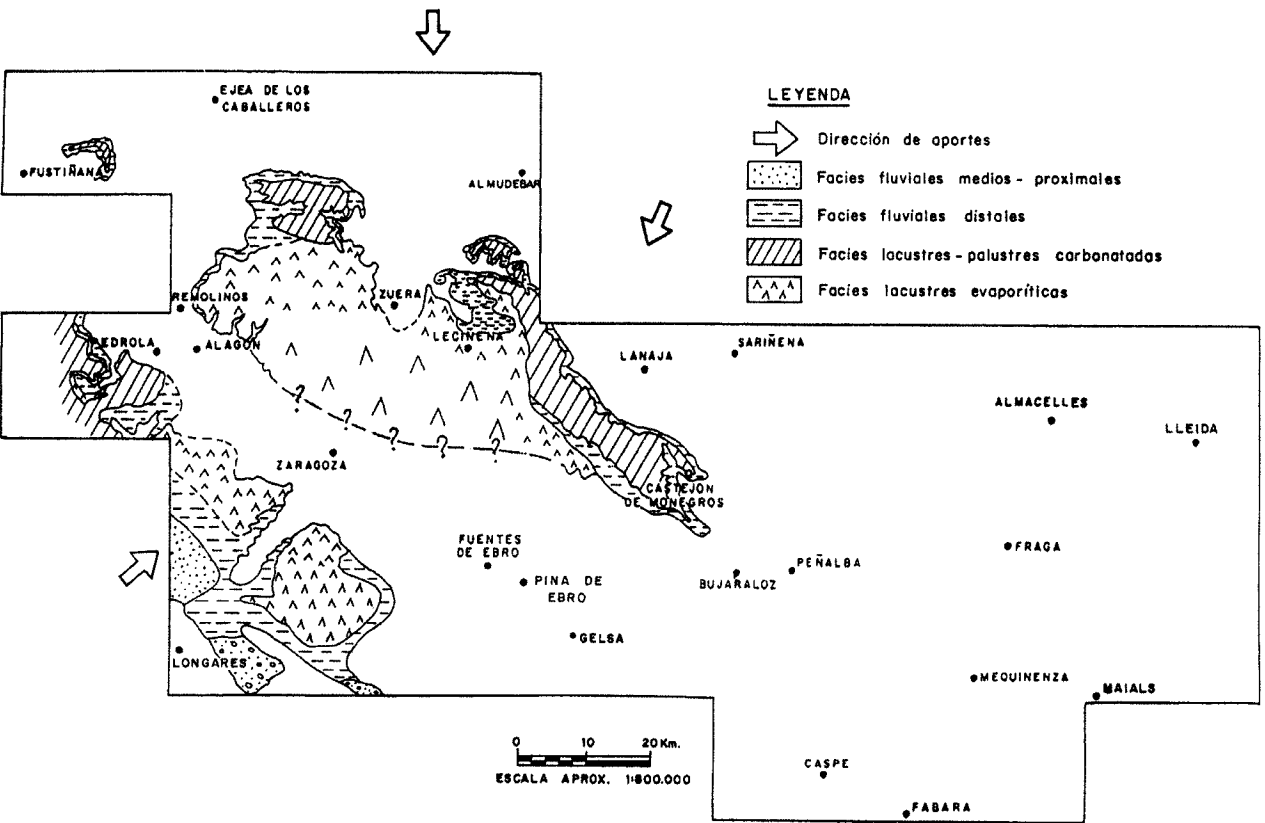 EJEA DE LOS
CABALLEROS
FUSTIÑANA
ALMUDEBAR
LEYENDA
Dirección de aportes
Facies fluviales medios - proximales
Facies fluviales distales
Facies lacustres - palustres carbonatadas
Facies lacustres evaporíticas
REMOLINOS
ZUERA
PEDROLA
ALAGON
LECIÑENA
LANAJA
SARIÑENA
ALMACELLES
LLEIDA
?
?
?
?
?
ZARAGOZA
CASTEJON
DE MONEGROS
FUENTES
DE EBRO
PINA DE
EBRO
BUJARALOZ
PEÑALBA
FRAGA
GELSA
LONGARES
MEQUINENZA
MAIALS
0 10 20 Km.
ESCALA APROX. 1:800.000
CASPE
FABARA